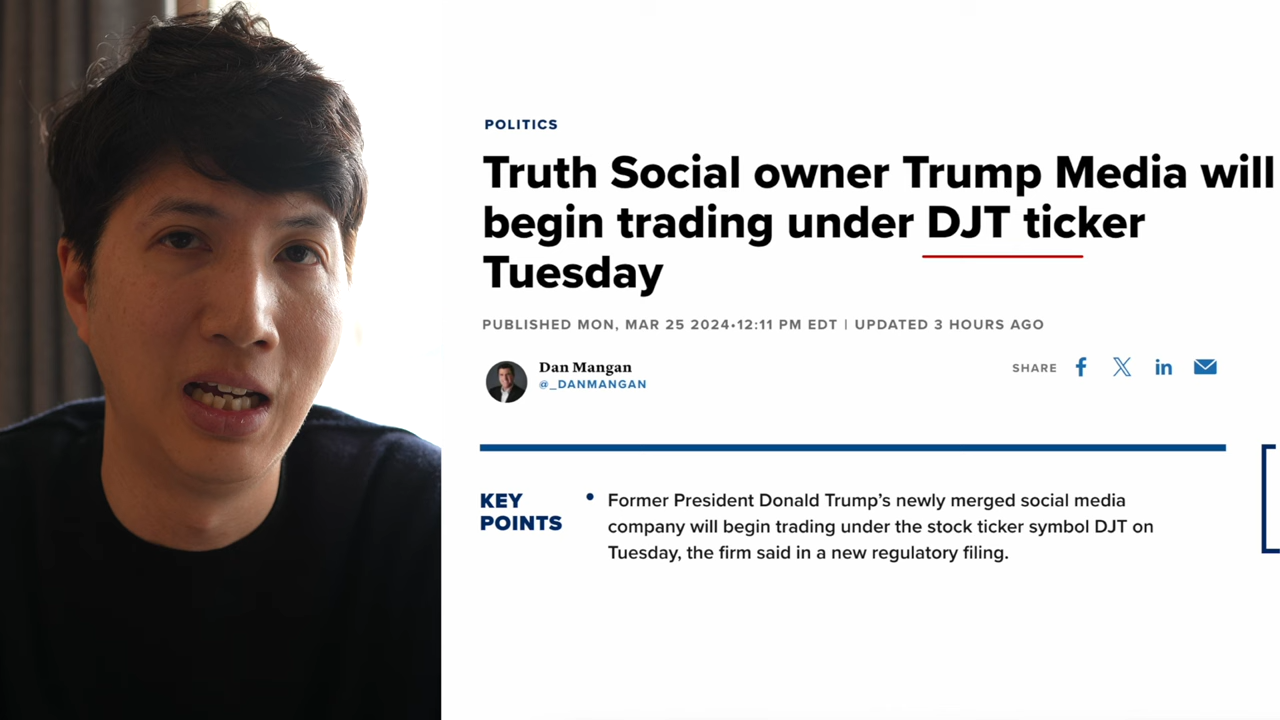 POLITICS
Truth Social owner Trump Media will
begin trading under DJT ticker
Tuesday
PUBLISHED MON, MAR 25 2024•12:11 PM EDT | UPDATED 3 HOURS AGO
Dan Mangan
@_DANMANGAN
SHARE
KEY
POINTS
• Former President Donald Trump's newly merged social media
company will begin trading under the stock ticker symbol DJT on
Tuesday, the firm said in a new regulatory filing.